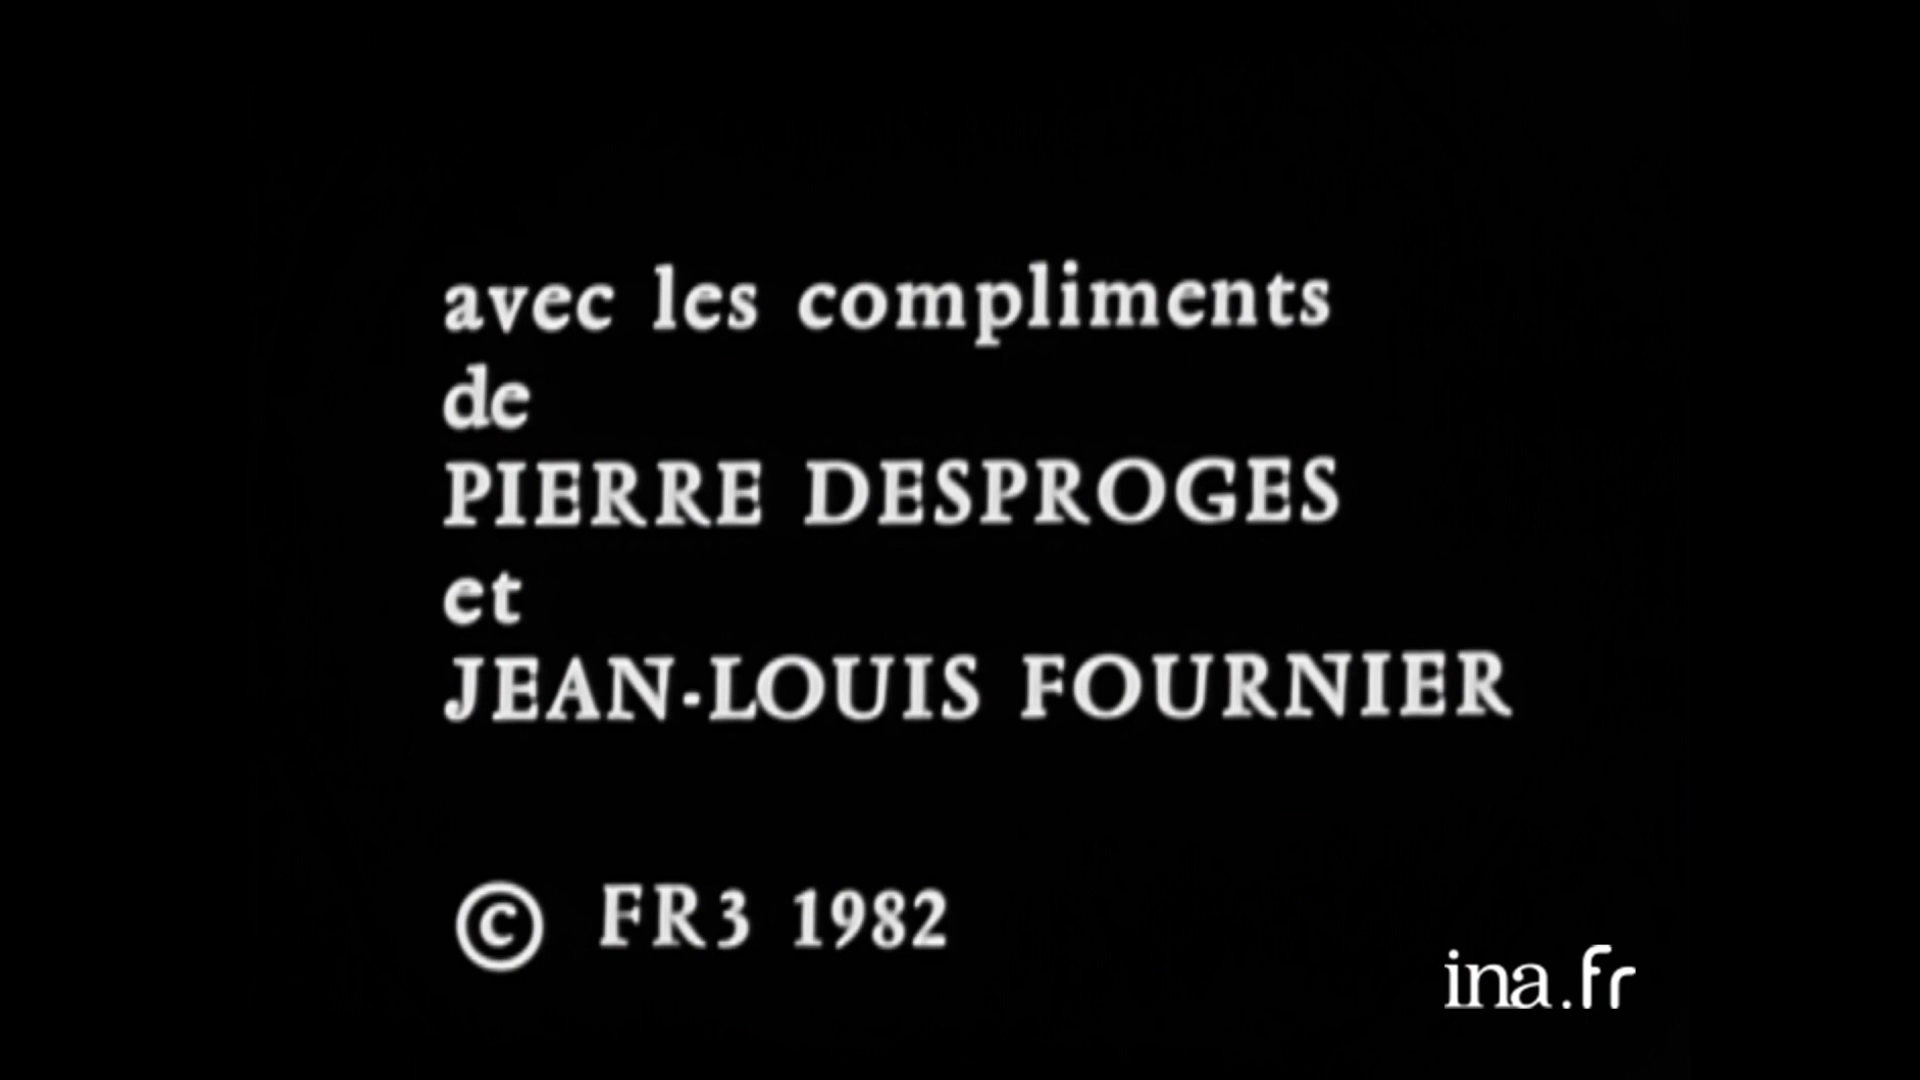 avec les compliments
de
PIERRE DESPROGES
et
JEAN-LOUIS FOURNIER
© FR3 1982
ina.fr